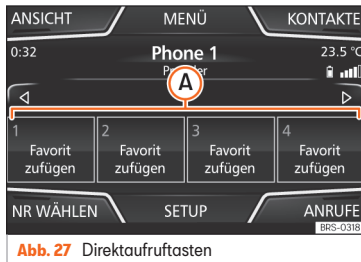 ANSICHT MENÜ KONTAKTE
0:32 Phone 1 23.5 °C
A
1 2 3 4
Favorit Favorit Favorit Favorit
zufügen zufügen zufügen zufügen
NR WÄHLEN SETUP ANRUFE
BRS-0318
Abb. 27 Direktaufruftasten